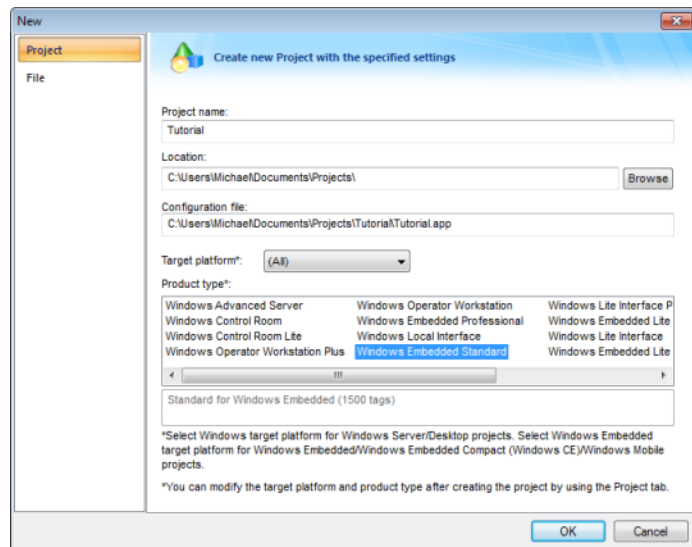 New
Project
File
Create new Project with the specified settings
Project name:
Tutorial
Location:
C:\Users\Michael\Documents\Projects\
Browse
Configuration file:
C:\Users\Michael\Documents\Projects\Tutorial\Tutorial.app
Target platform*:
(All)
Product type*:
Windows Advanced Server Windows Operator Workstation Windows Lite Interface P
Windows Control Room Windows Embedded Professional Windows Embedded Lite
Windows Control Room Lite Windows Local Interface Windows Lite Interface
Windows Operator Workstation Plus Windows Embedded Standard Windows Embedded Lite
Standard for Windows Embedded (1500 tags)
*Select Windows target platform for Windows Server/Desktop projects. Select Windows Embedded
target platform for Windows Embedded/Windows Embedded Compact (Windows CE)/Windows Mobile
projects.
*You can modify the target platform and product type after creating the project by using the Project tab.
OK
Cancel